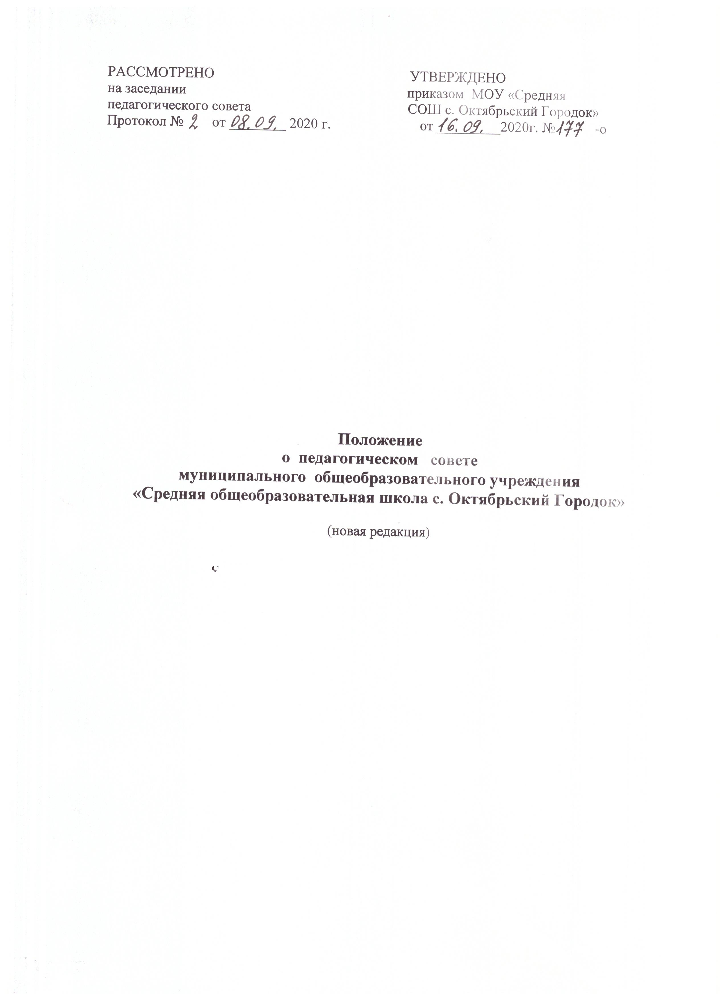 РАССМОТРЕНО
на заседании
педагогического совета
Протокол № 2 от 08.09. 2020 г.
УТВЕРЖДЕНО
приказом МОУ «Средняя
СОШ с. Октябрьский Городок»
от 16.09. 2020г. №177 -о
Положение
о педагогическом совете
муниципального общеобразовательного учреждения
«Средняя общеобразовательная школа с. Октябрьский Городок»
(новая редакция)